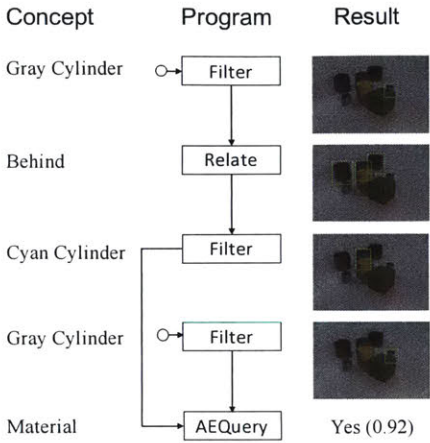 Concept Program Result
Gray Cylinder Filter
Behind Relate
Cyan Cylinder Filter
Gray Cylinder Filter
Material AEQuery Yes (0.92)